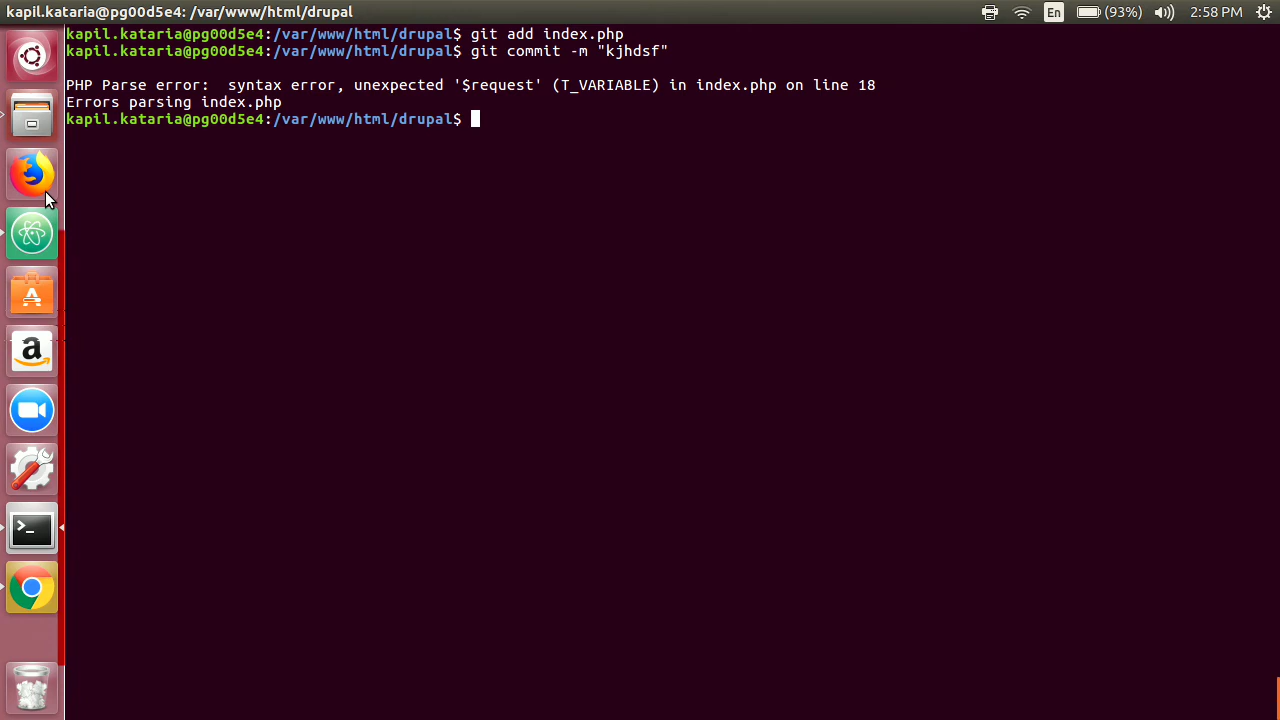 kapil.kataria@pg00d5e4: /var/www/html/drupal
En
(93%)
2:58 PM
kapil.kataria@pg00d5e4:/var/www/html/drupal$ git add index.php
kapil.kataria@pg00d5e4:/var/www/html/drupal$ git commit -m "kjhdsf"
PHP Parse error:  syntax error, unexpected '$request' (T_VARIABLE) in index.php on line 18
Errors parsing index.php
kapil.kataria@pg00d5e4:/var/www/html/drupal$